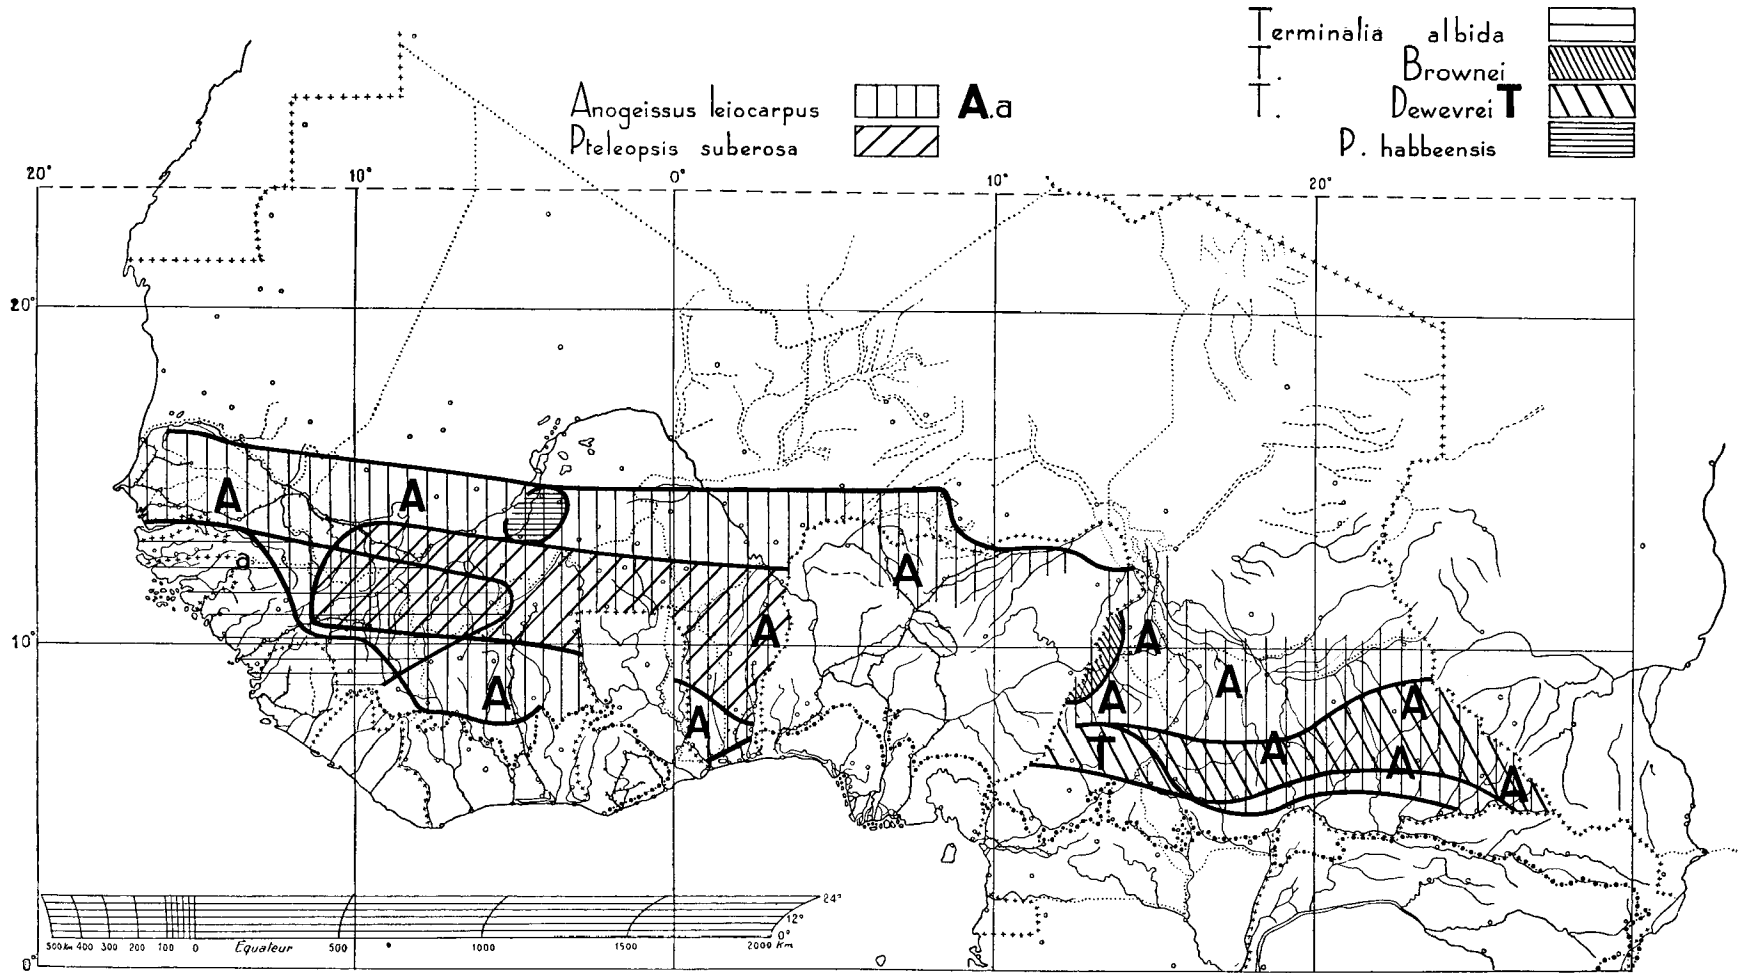 Terminalia albida
T. Brownei
Anogeissus leiocarpus A.a
T. Dewevrei T
Pteleopsis suberosa
P. habbeensis
20° 10° 0° 10° 20°
20°
A A
A
a
A
10°
A
A
A
A A
A
A
T
A
A
A
24°
12°
0°
500 km 400 300 200 100 0 Équateur 500 1000 1500 2000 Km
0°